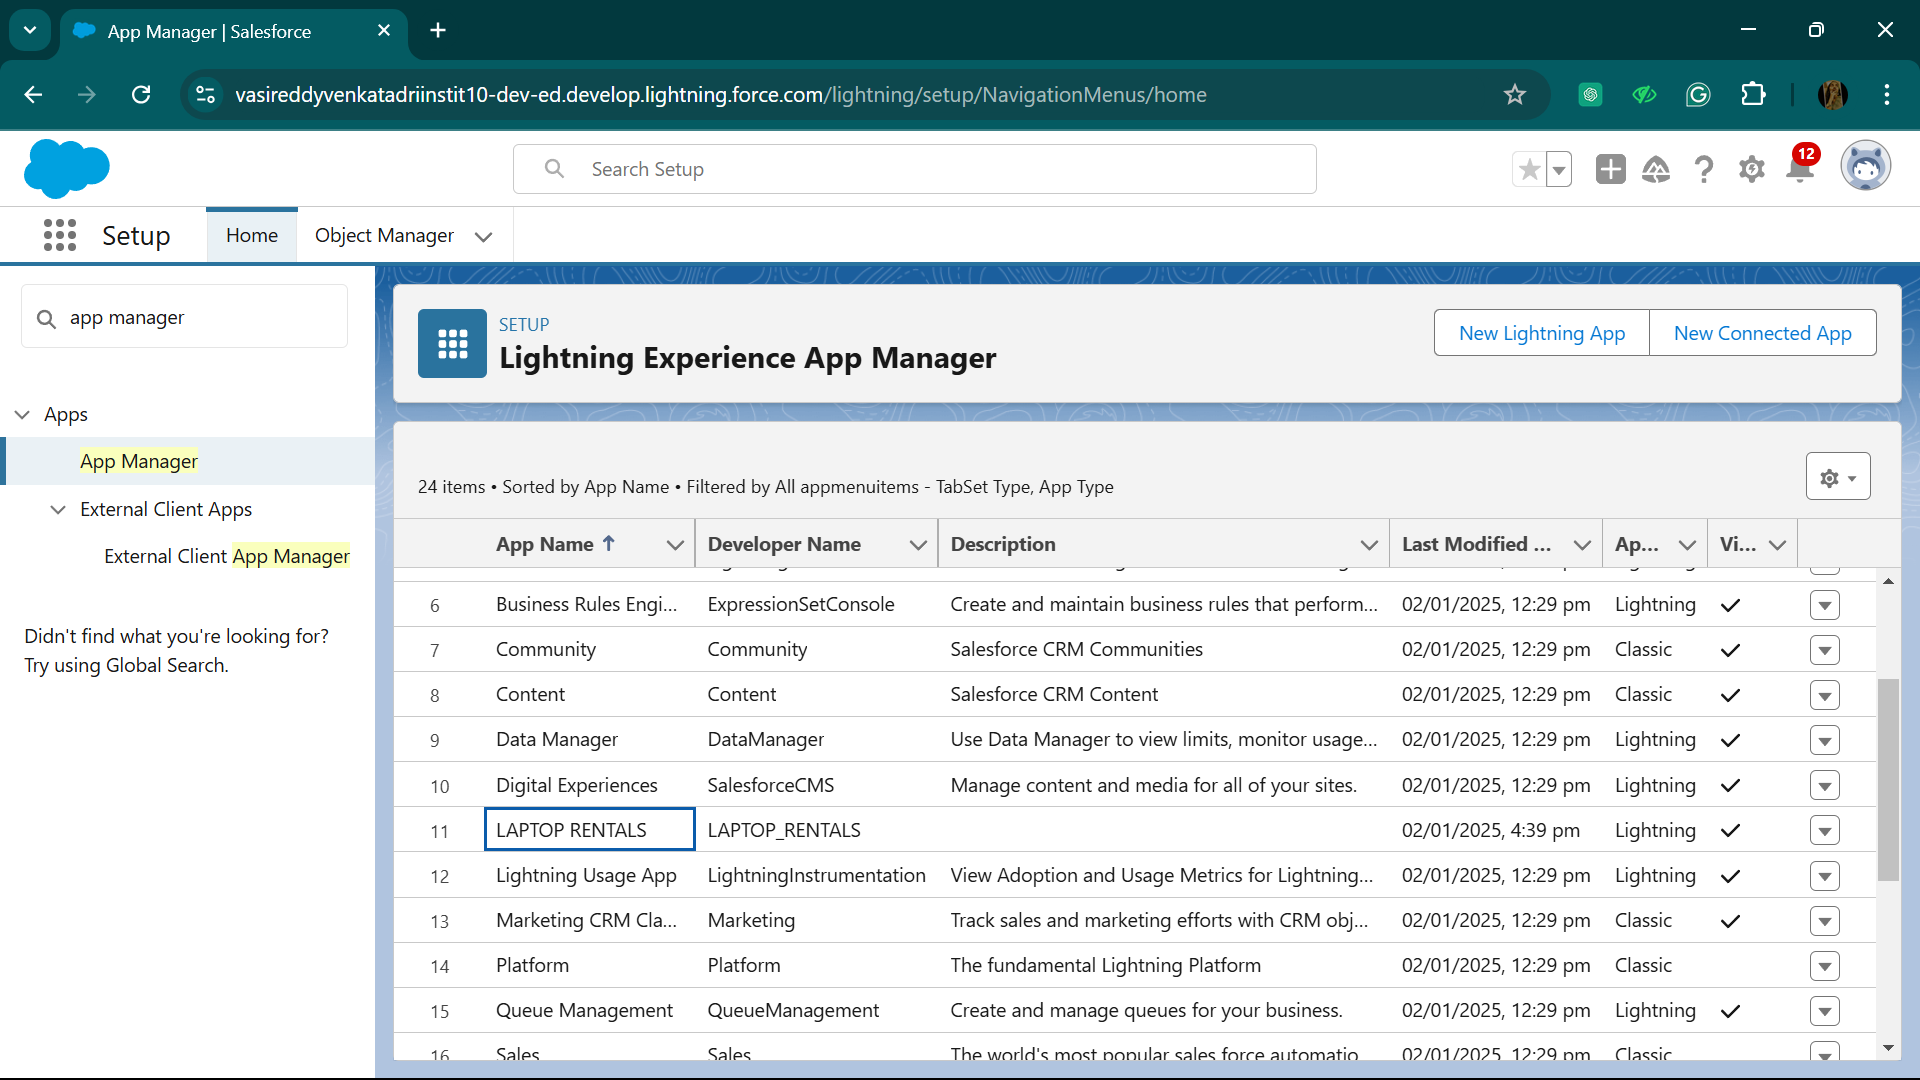 App Manager | Salesforce
vasireddyvenkatadriinstit10-dev-ed.develop.lightning.force.com/lightning/setup/NavigationMenus/home
Search Setup
12
Setup
Home
Object Manager
app manager
Apps
App Manager
External Client Apps
External Client App Manager
Didn't find what you're looking for?
Try using Global Search.
SETUP
Lightning Experience App Manager
New Lightning App
New Connected App
24 items • Sorted by App Name • Filtered by All appmenuitems - TabSet Type, App Type
App Name Developer Name Description Last Modified ... Ap... Vi...
6 Business Rules Engi... ExpressionSetConsole Create and maintain business rules that perform... 02/01/2025, 12:29 pm Lightning
7 Community Community Salesforce CRM Communities 02/01/2025, 12:29 pm Classic
8 Content Content Salesforce CRM Content 02/01/2025, 12:29 pm Classic
9 Data Manager DataManager Use Data Manager to view limits, monitor usage... 02/01/2025, 12:29 pm Lightning
10 Digital Experiences SalesforceCMS Manage content and media for all of your sites. 02/01/2025, 12:29 pm Lightning
11 LAPTOP RENTALS LAPTOP_RENTALS 02/01/2025, 4:39 pm Lightning
12 Lightning Usage App LightningInstrumentation View Adoption and Usage Metrics for Lightning... 02/01/2025, 12:29 pm Lightning
13 Marketing CRM Cla... Marketing Track sales and marketing efforts with CRM obj... 02/01/2025, 12:29 pm Classic
14 Platform Platform The fundamental Lightning Platform 02/01/2025, 12:29 pm Classic
15 Queue Management QueueManagement Create and manage queues for your business. 02/01/2025, 12:29 pm Lightning
16 Sales Sales The world's most popular sales force automatio... 02/01/2025, 12:29 pm Classic